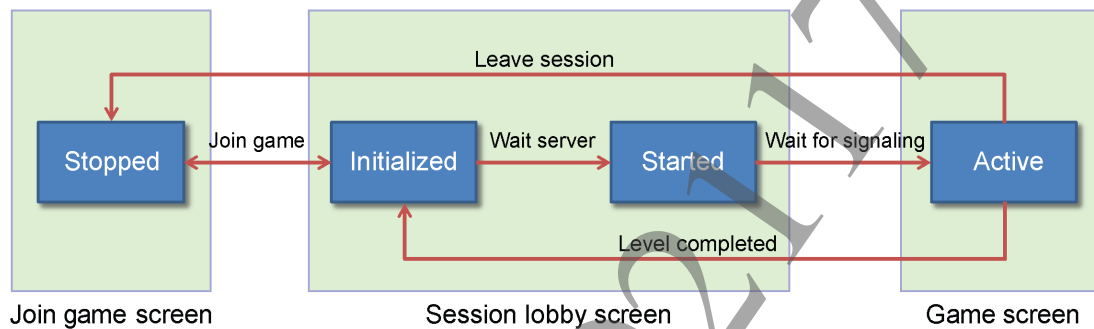 Leave session
Join game
Wait server
Wait for signaling
Stopped
Initialized
Started
Active
Level completed
Join game screen
Session lobby screen
Game screen